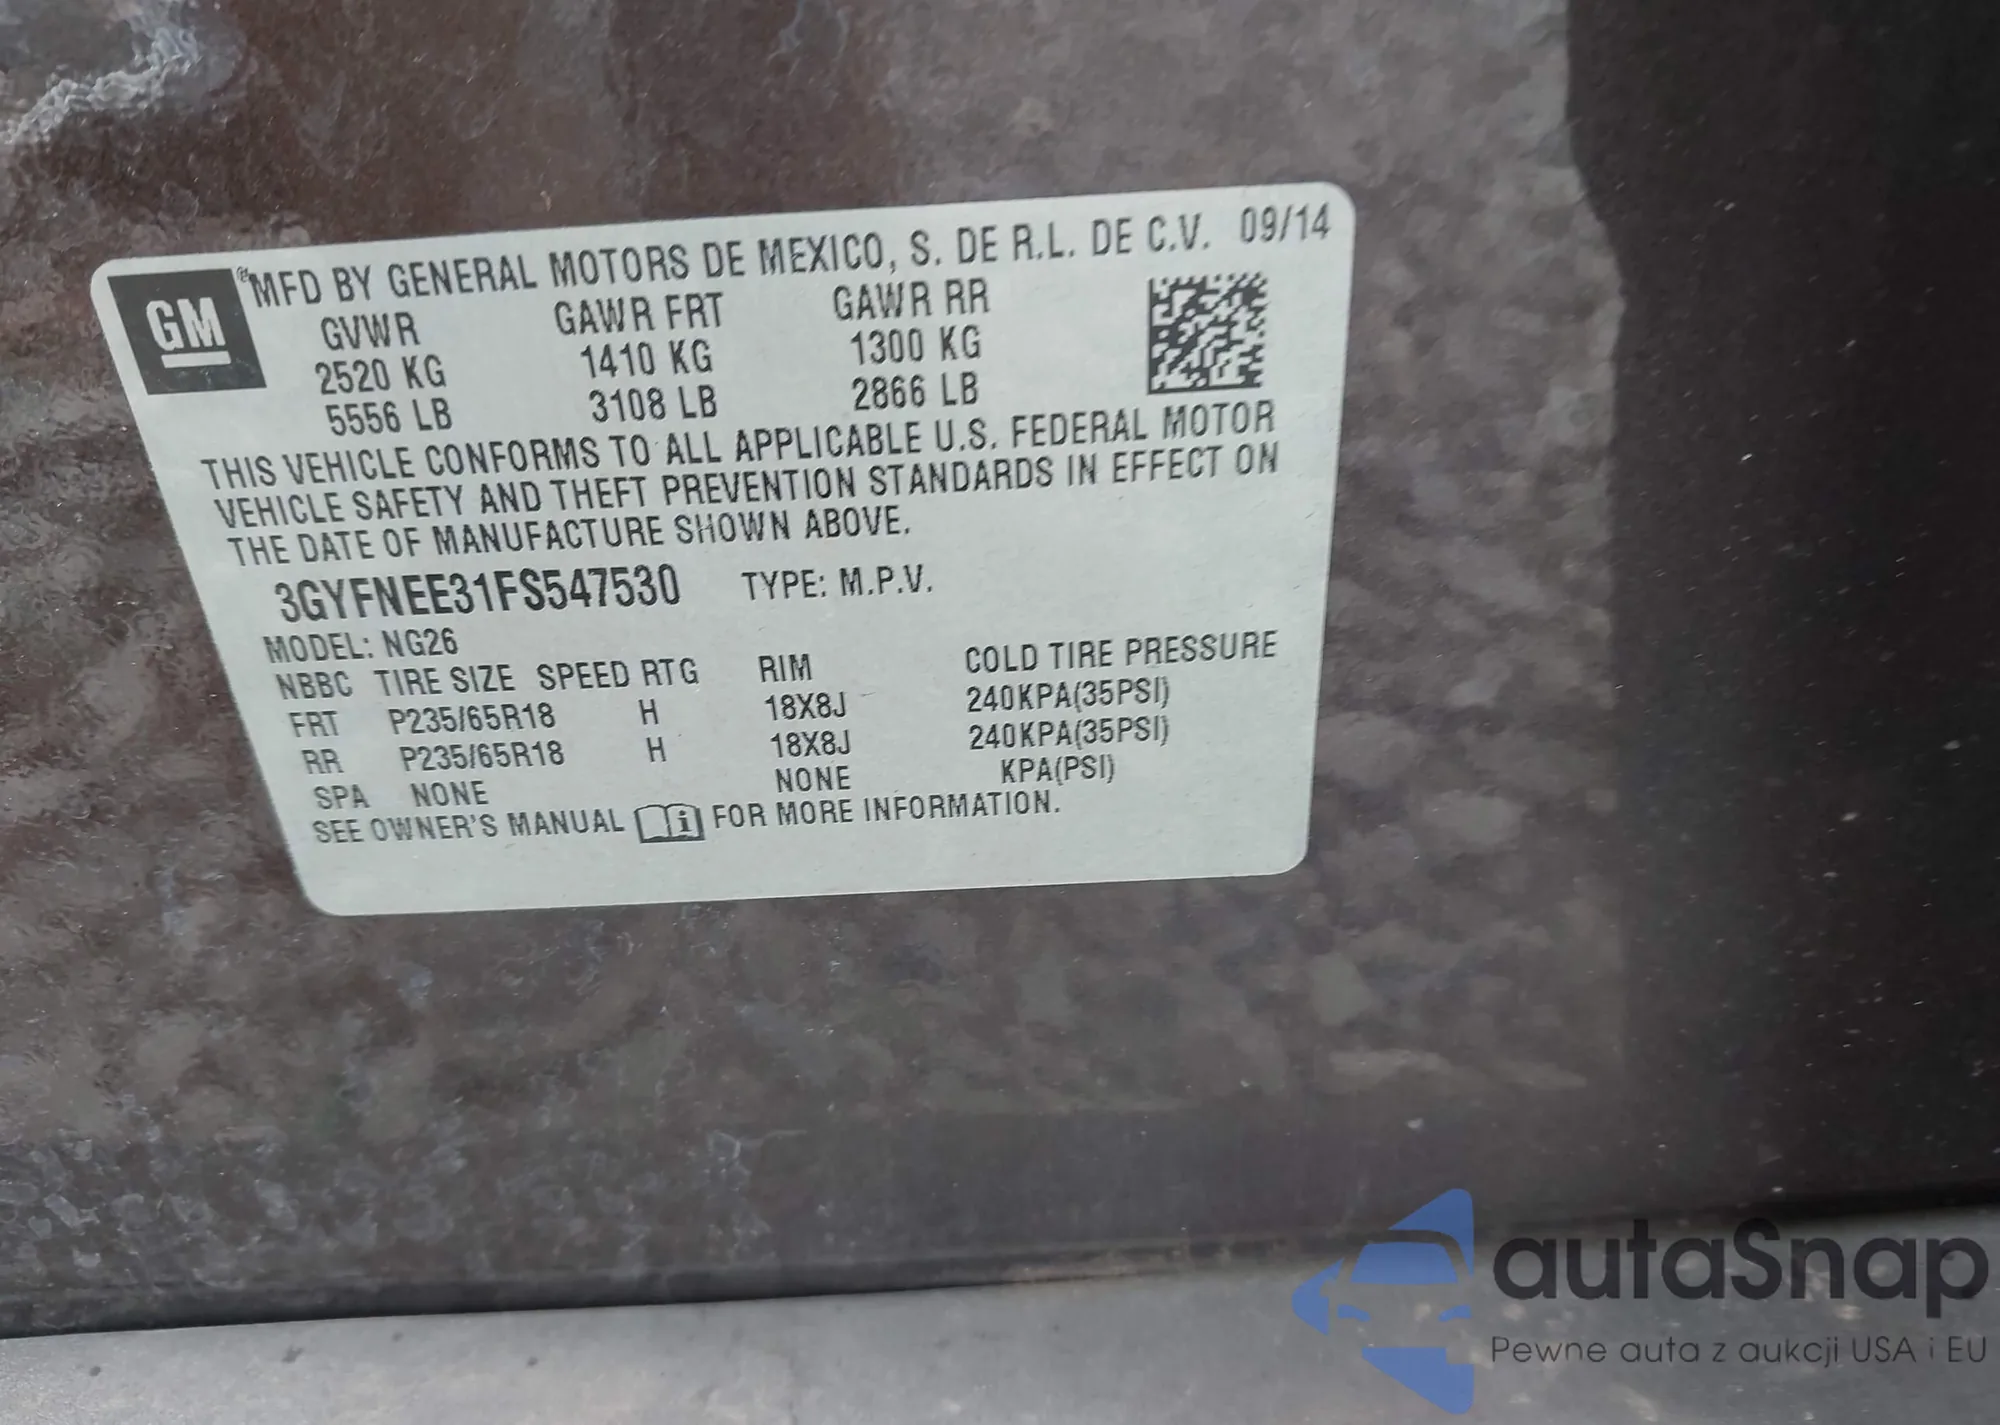 GM
MFD BY GENERAL MOTORS DE MEXICO, S. DE R.L. DE C.V. 09/14
GVWR GAWR FRT GAWR RR
2520 KG 1410 KG 1300 KG
5556 LB 3108 LB 2866 LB
THIS VEHICLE CONFORMS TO ALL APPLICABLE U.S. FEDERAL MOTOR
VEHICLE SAFETY AND THEFT PREVENTION STANDARDS IN EFFECT ON
THE DATE OF MANUFACTURE SHOWN ABOVE.
3GYFNEE31FS547530 TYPE: M.P.V.
MODEL: NG26
NBBC TIRE SIZE SPEED RTG RIM COLD TIRE PRESSURE
FRT P235/65R18 H 18X8J 240KPA(35PSI)
RR P235/65R18 H 18X8J 240KPA(35PSI)
SPA NONE NONE KPA(PSI)
SEE OWNER'S MANUAL i FOR MORE INFORMATION.
autaSnap
Pewne auta z aukcji USA i EU